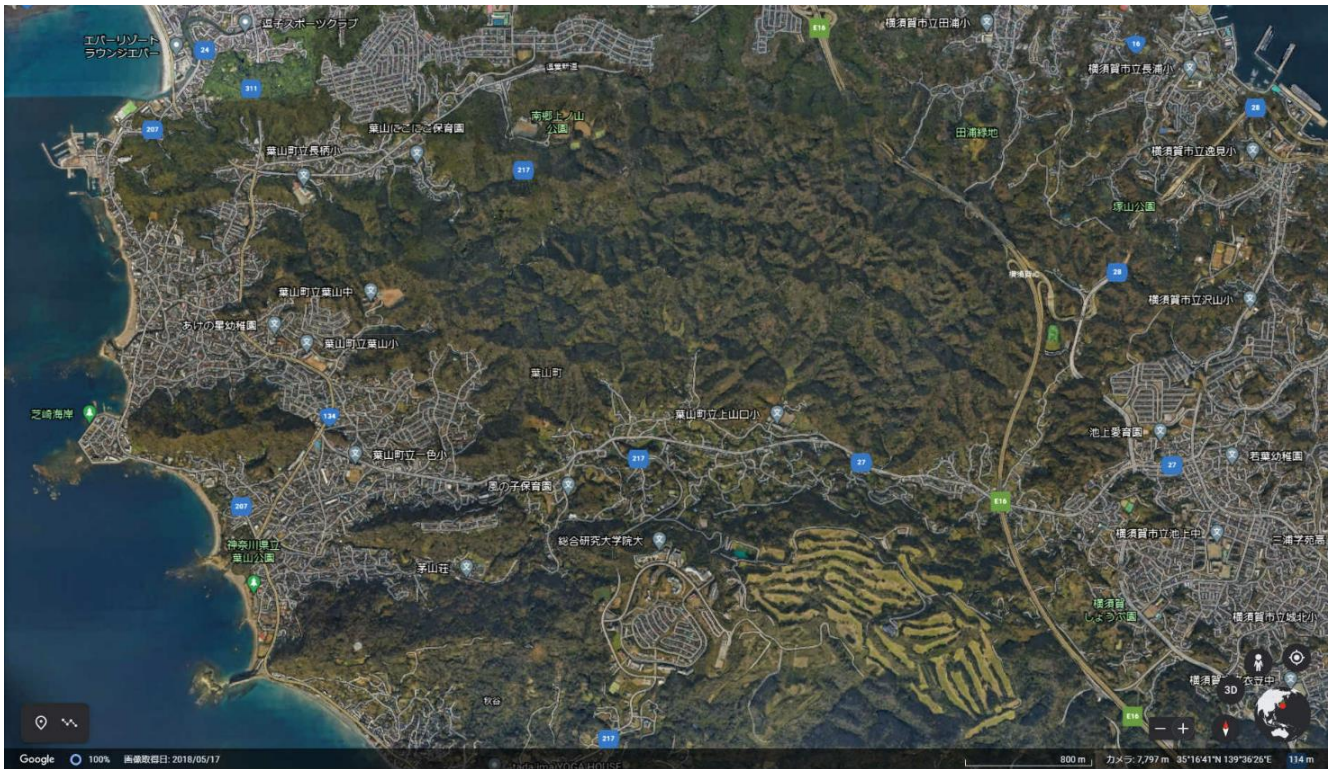 逗子スポーツクラブ
エバーリゾート
ラウンジエバー
24
E16
横須賀市立田浦小
16
横須賀市立長浦小
逗葉新道
311
28
207
葉山にこにこ保育園
南郷上ノ山
公園
田浦緑地
葉山町立長柄小
217
横須賀市立逸見小
塚山公園
28
葉山町立葉山中
横須賀市立沢山小
あけの星幼稚園
葉山町立葉山小
葉山町
芝崎海岸
134
葉山町立上山口小
池上愛育園
葉山町立一色小
217
27
27
若葉幼稚園
風の子保育園
207
E16
総合研究大学院大
横須賀市立池上中
三浦学苑高
神奈川県立
葉山公園
茅山荘
横須賀
しょうぶ園
横須賀市立城北小
秋谷
3D
E16
217
tada.imaiYOGA HOUSE
Google
100%
画像取得日: 2018/05/17
800 m
カメラ: 7,797 m
35°16'41"N 139°36'26"E
114 m